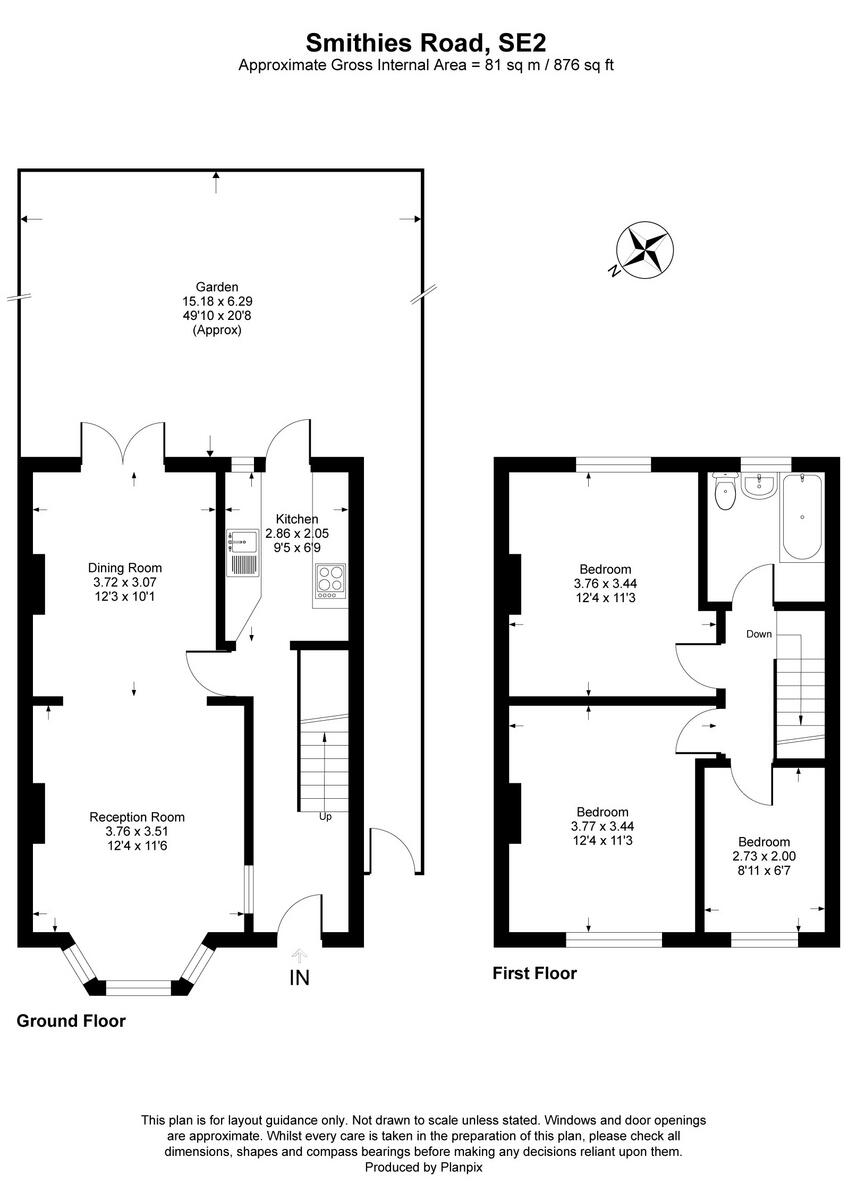 Smithies Road, SE2
Approximate Gross Internal Area = 81 sq m / 876 sq ft
N
Garden
15.18 x 6.29
49'10 x 20'8
(Approx)
Kitchen
2.86 x 2.05
9'5 x 6'9
Dining Room
3.72 x 3.07
12'3 x 10'1
Reception Room
3.76 x 3.51
12'4 x 11'6
Up
IN
Ground Floor
Bedroom
3.76 x 3.44
12'4 x 11'3
Down
Bedroom
3.77 x 3.44
12'4 x 11'3
Bedroom
2.73 x 2.00
8'11 x 6'7
First Floor
This plan is for layout guidance only. Not drawn to scale unless stated. Windows and door openings
are approximate. Whilst every care is taken in the preparation of this plan, please check all
dimensions, shapes and compass bearings before making any decisions reliant upon them.
Produced by Planpix